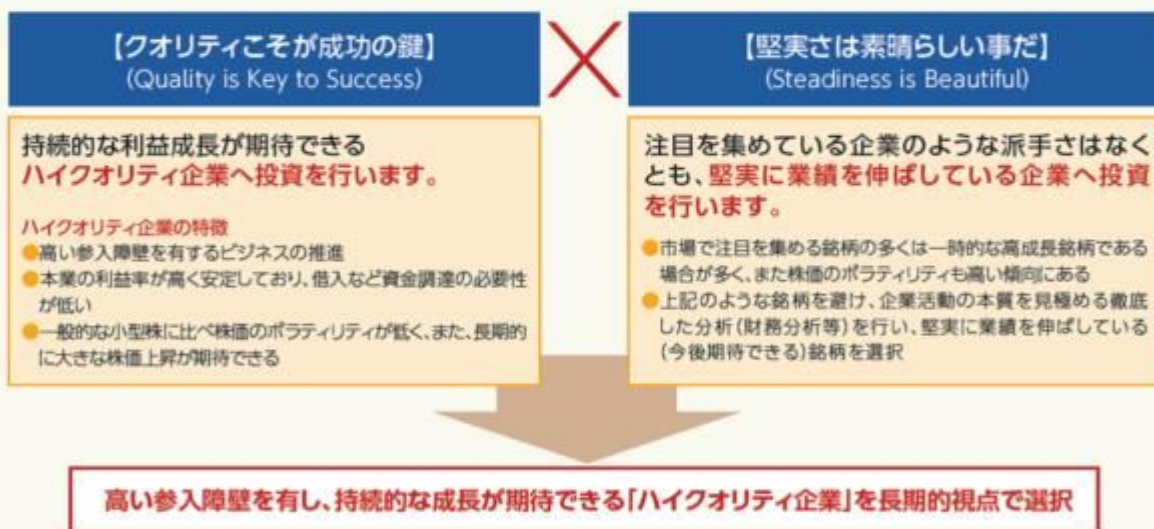 【クオリティこそが成功の鍵】
(Quality is Key to Success)
持続的な利益成長が期待できる
ハイクオリティ企業へ投資を行います。
ハイクオリティ企業の特徴
●高い参入障壁を有するビジネスの推進
●本業の利益率が高く安定しており、借入など資金調達の必要性
が低い
●一般的な小型株に比べ株価のボラティリティが低く、また、長期的
に大きな株価上昇が期待できる
【堅実さは素晴らしい事だ】
(Steadiness is Beautiful)
注目を集めている企業のような派手さはなく
とも、堅実に業績を伸ばしている企業へ投資
を行います。
●市場で注目を集める銘柄の多くは一時的な高成長銘柄である
場合が多く、また株価のボラティリティも高い傾向にある
●上記のような銘柄を避け、企業活動の本質を見極める徹底
した分析(財務分析等)を行い、堅実に業績を伸ばしている
(今後期待できる)銘柄を選択
高い参入障壁を有し、持続的な成長が期待できる「ハイクオリティ企業」を長期的視点で選択